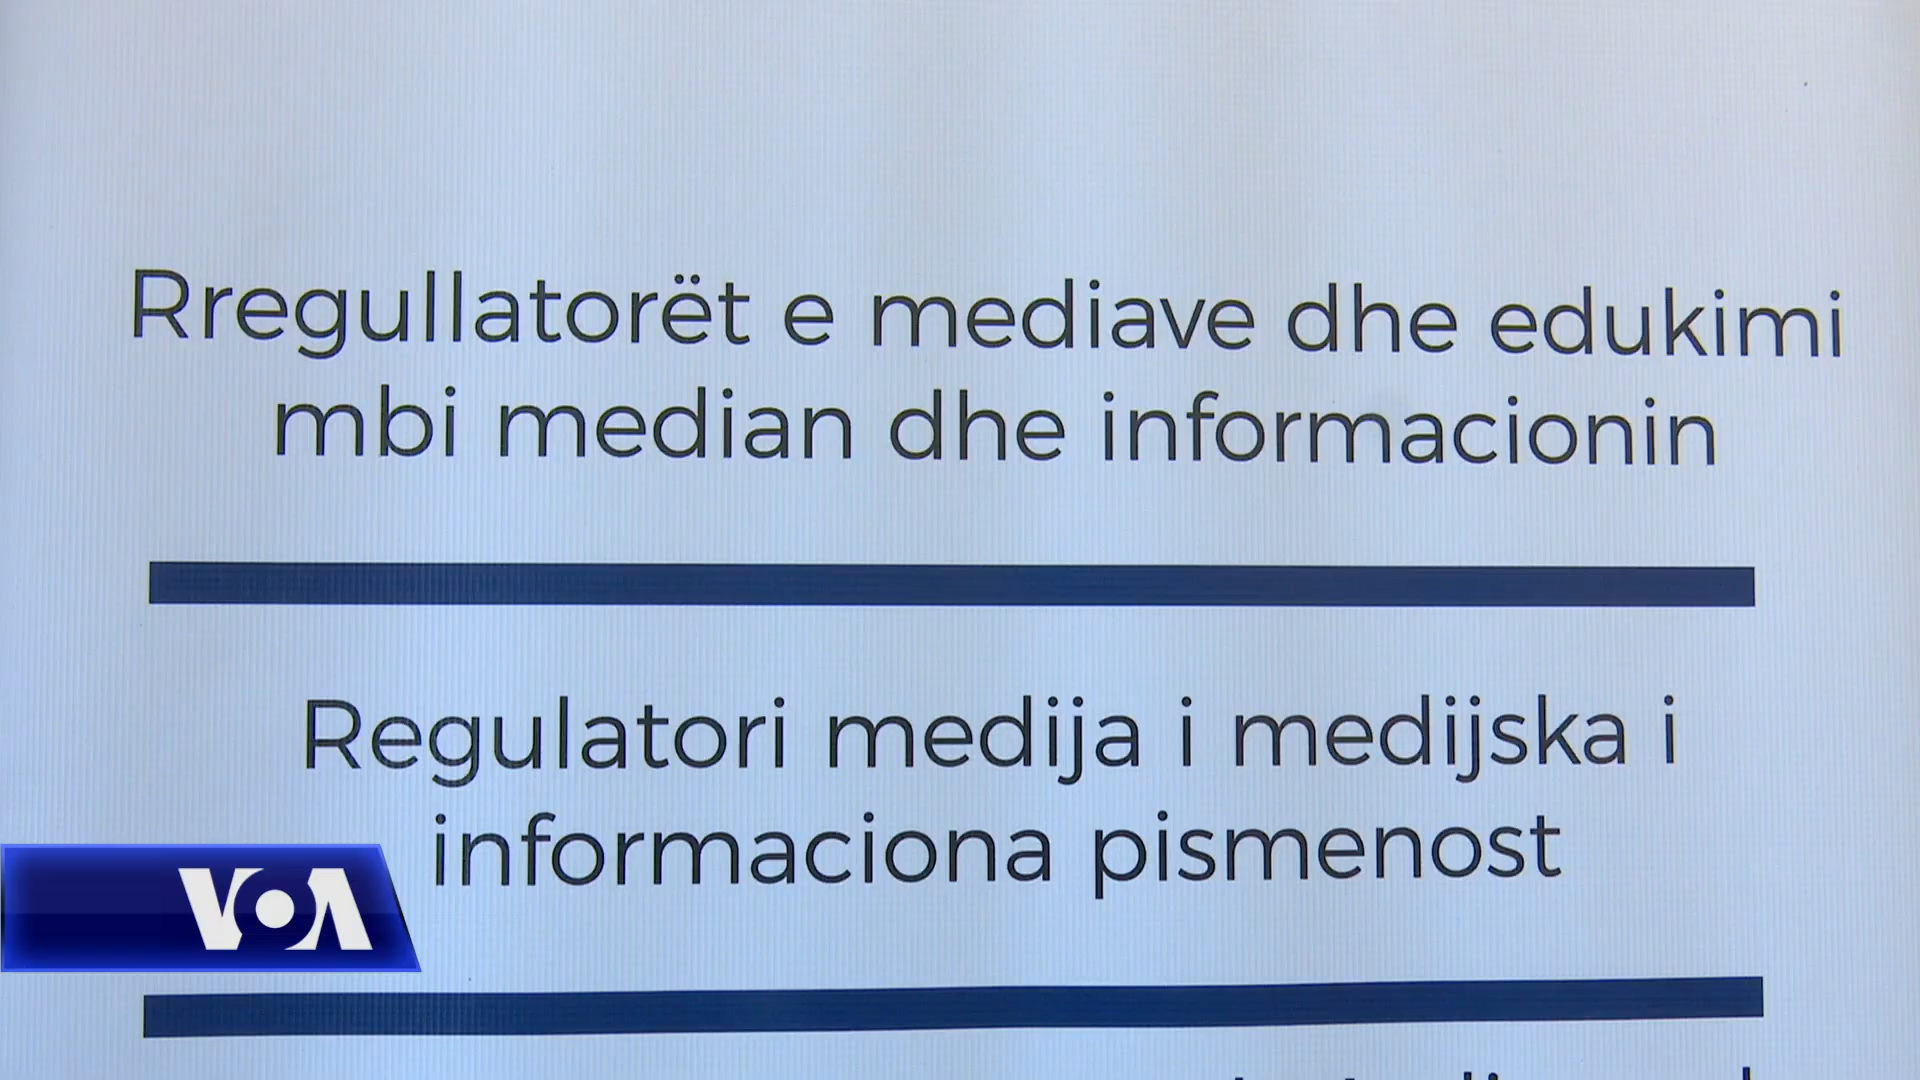 Rregullatorët e mediave dhe edukimi
mbi median dhe informacionin
Regulatori medija i medijska i
informaciona pismenost
VOA